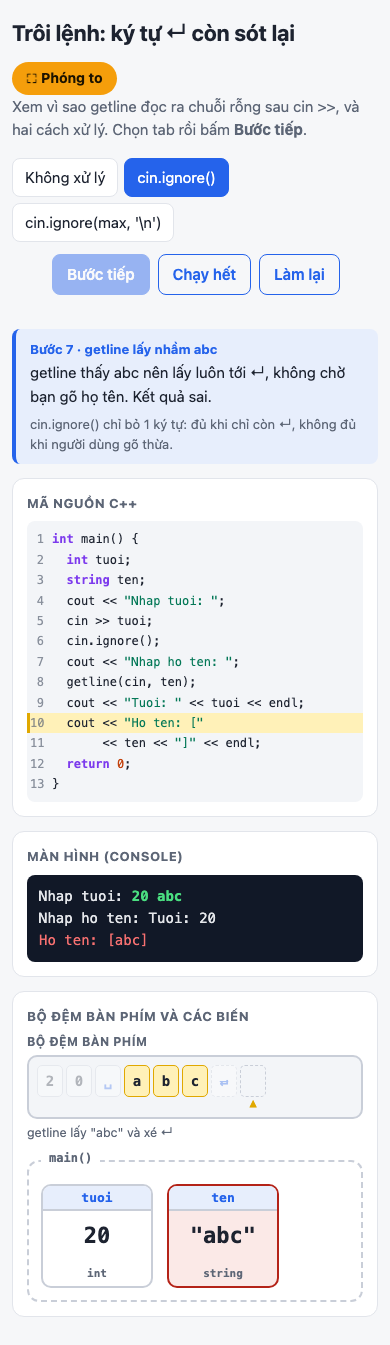 Trôi lệnh: ký tự ↵ còn sót lại
⛶ Phóng to
Xem vì sao getline đọc ra chuỗi rỗng sau cin >>, và
hai cách xử lý. Chọn tab rồi bấm Bước tiếp.
Không xử lý
cin.ignore()
cin.ignore(max, '\n')
Bước tiếp
Chạy hết
Làm lại
Bước 7 · getline lấy nhầm abc
getline thấy abc nên lấy luôn tới ↵, không chờ
bạn gõ họ tên. Kết quả sai.
cin.ignore() chỉ bỏ 1 ký tự: đủ khi chỉ còn ↵, không đủ
khi người dùng gõ thừa.
MÃ NGUỒN C++
1 int main() {
2   int tuoi;
3   string ten;
4   cout << "Nhap tuoi: ";
5   cin >> tuoi;
6   cin.ignore();
7   cout << "Nhap ho ten: ";
8   getline(cin, ten);
9   cout << "Tuoi: " << tuoi << endl;
10   cout << "Ho ten: ["
11        << ten << "]" << endl;
12   return 0;
13 }
MÀN HÌNH (CONSOLE)
Nhap tuoi: 20 abc
Nhap ho ten: Tuoi: 20
Ho ten: [abc]
BỘ ĐỆM BÀN PHÍM VÀ CÁC BIẾN
BỘ ĐỆM BÀN PHÍM
2 0 ␣ a b c ⇄
▲
getline lấy "abc" và xé ↵
main()
tuoi
20
int
ten
"abc"
string